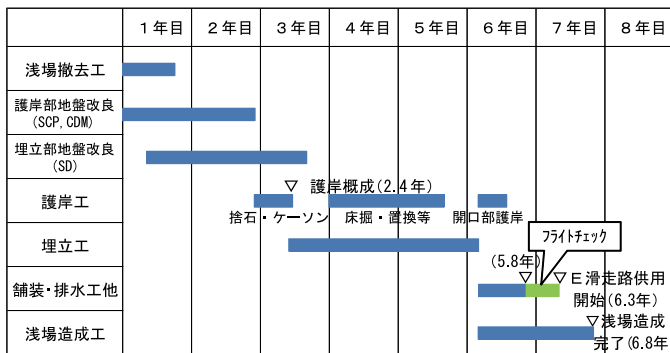 1年目 2年目 3年目 4年目 5年目 6年目 7年目 8年目
浅場撤去工
護岸部地盤改良
(SCP, CDM)
埋立部地盤改良
(SD)
護岸工
▽ 護岸概成(2.4年)
捨石・ケーソン 床掘・置換等 開口部護岸
埋立工
フライトチェック
(5.8年)
舗装・排水工他
▽ ▽E滑走路供用
開始(6.3年)
浅場造成工
▽浅場造成
完了(6.8年